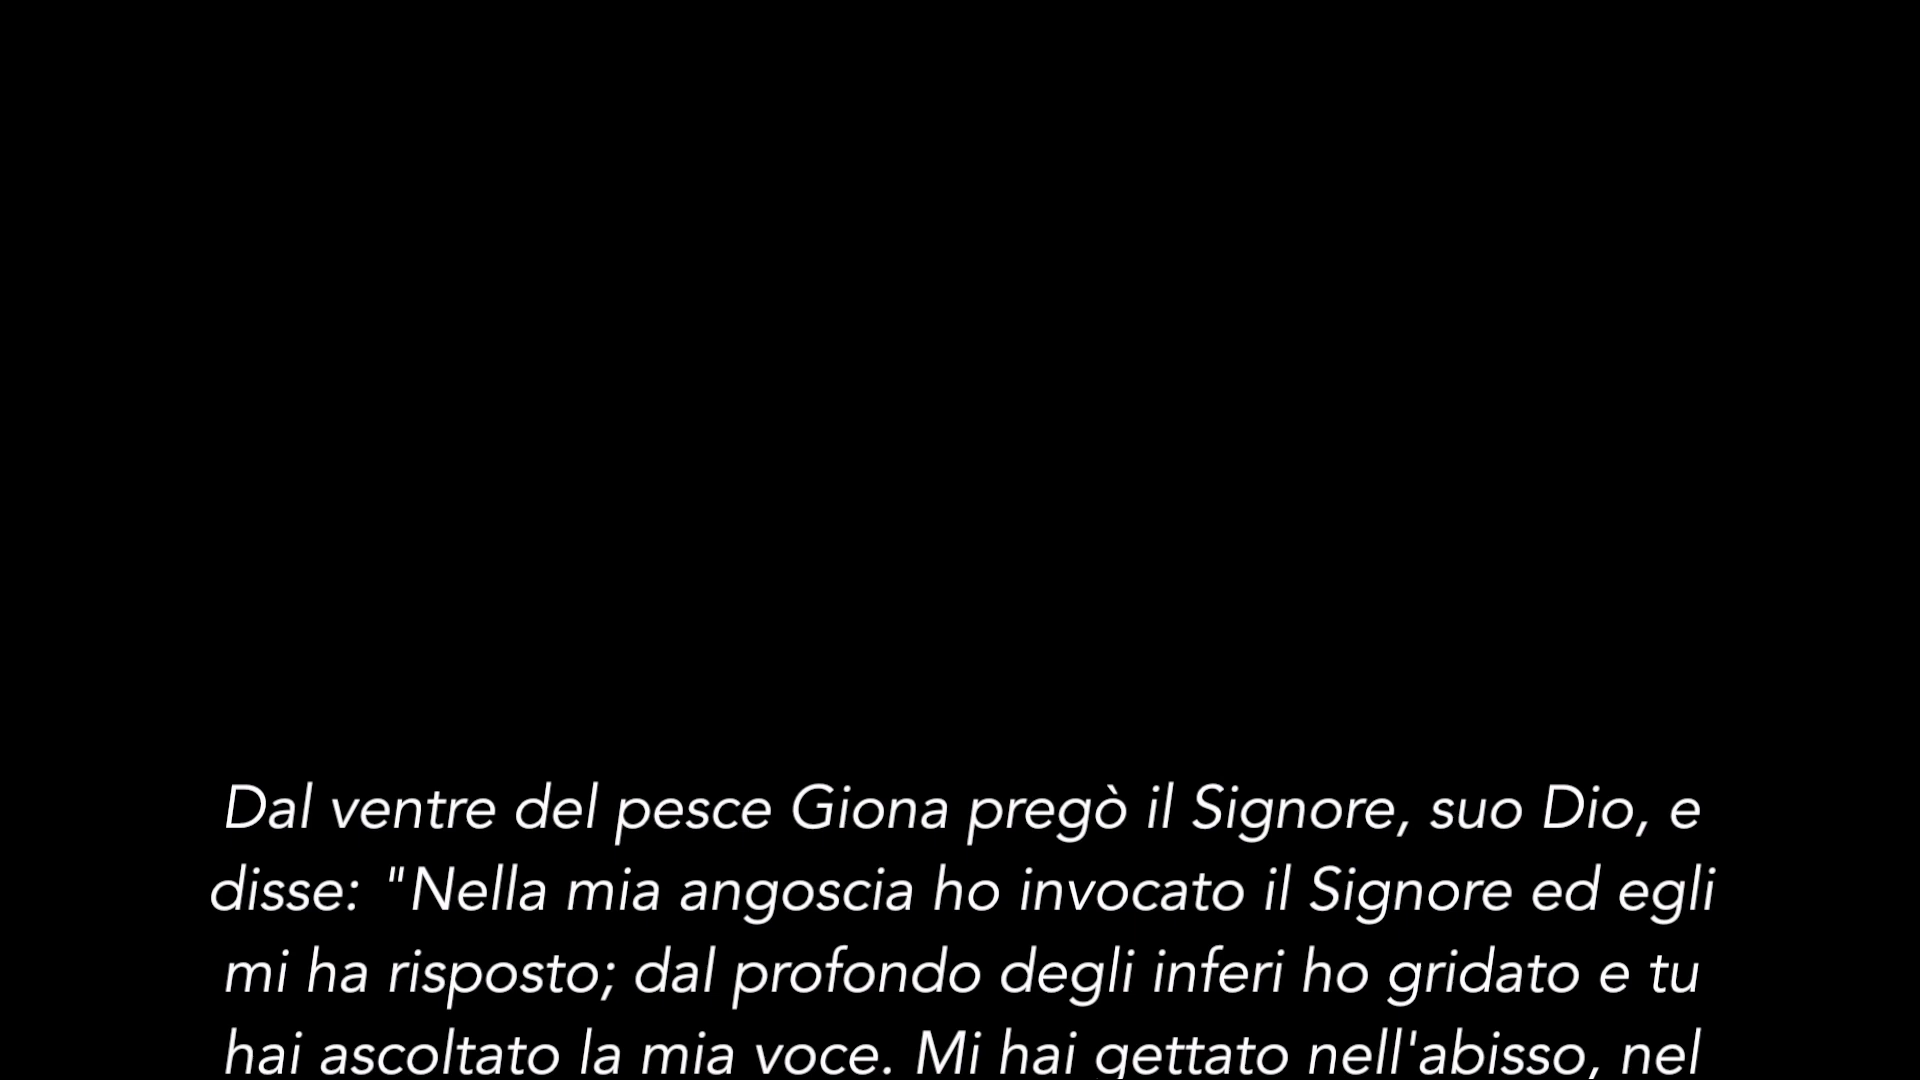 Dal ventre del pesce Giona pregò il Signore, suo Dio, e
disse: "Nella mia angoscia ho invocato il Signore ed egli
mi ha risposto; dal profondo degli inferi ho gridato e tu
hai ascoltato la mia voce. Mi hai gettato nell'abisso, nel